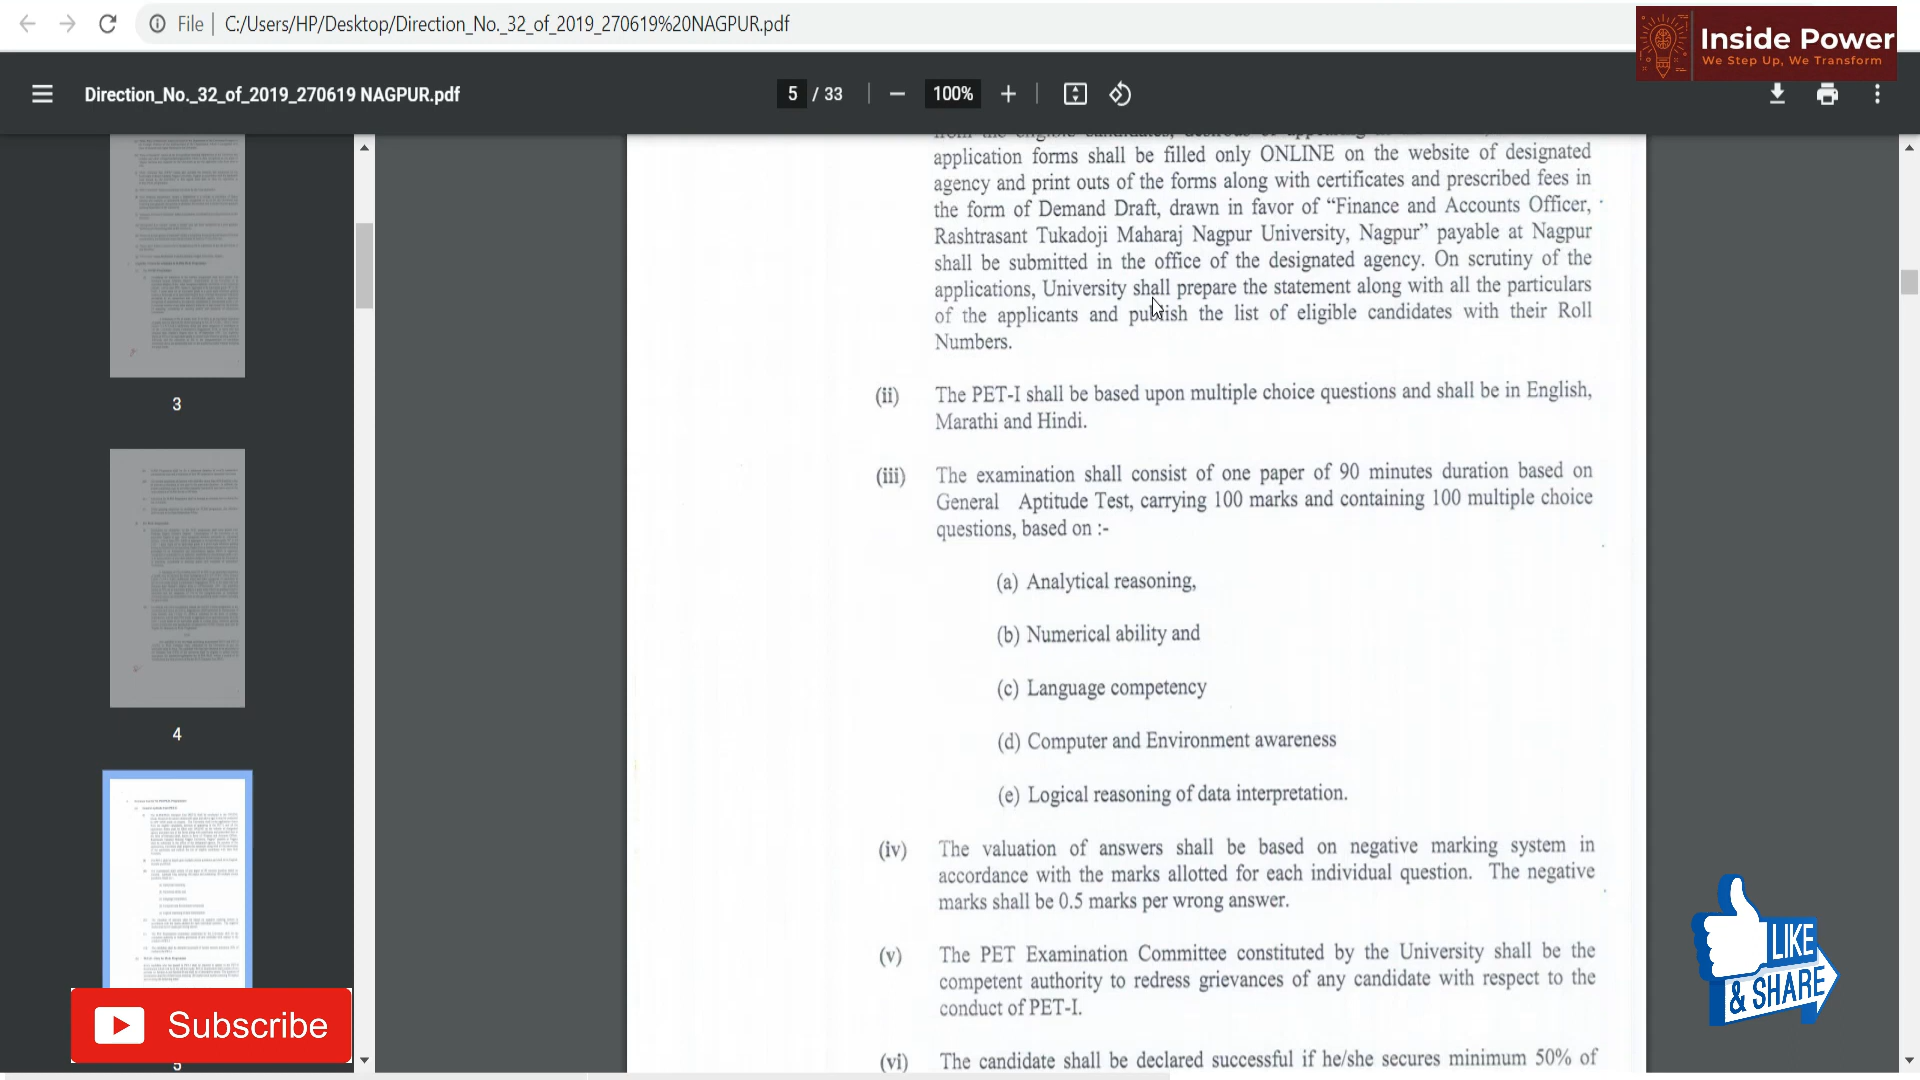 File | C:/Users/HP/Desktop/Direction_No._32_of_2019_270619%20NAGPUR.pdf
Inside Power
We Step Up, We Transform
Direction_No._32_of_2019_270619 NAGPUR.pdf
5 / 33
100%
application forms shall be filled only ONLINE on the website of designated
agency and print outs of the forms along with certificates and prescribed fees in
the form of Demand Draft, drawn in favor of “Finance and Accounts Officer,
Rashtrasant Tukadoji Maharaj Nagpur University, Nagpur” payable at Nagpur
shall be submitted in the office of the designated agency. On scrutiny of the
applications, University shall prepare the statement along with all the particulars
of the applicants and publish the list of eligible candidates with their Roll
Numbers.
(ii) The PET-I shall be based upon multiple choice questions and shall be in English,
Marathi and Hindi.
(iii) The examination shall consist of one paper of 90 minutes duration based on
General Aptitude Test, carrying 100 marks and containing 100 multiple choice
questions, based on :-
(a) Analytical reasoning,
(b) Numerical ability and
(c) Language competency
(d) Computer and Environment awareness
(e) Logical reasoning of data interpretation.
(iv) The valuation of answers shall be based on negative marking system in
accordance with the marks allotted for each individual question. The negative
marks shall be 0.5 marks per wrong answer.
(v) The PET Examination Committee constituted by the University shall be the
competent authority to redress grievances of any candidate with respect to the
conduct of PET-I.
(vi) The candidate shall be declared successful if he/she secures minimum 50% of
3
4
5
Subscribe
LIKE
& SHARE